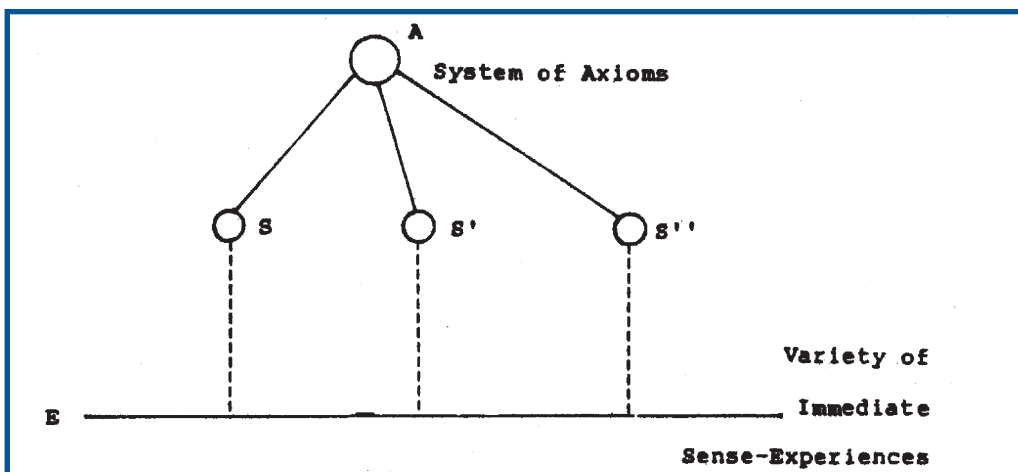 A
System of Axioms
S
S'
S''
Variety of
E
Immediate
Sense-Experiences